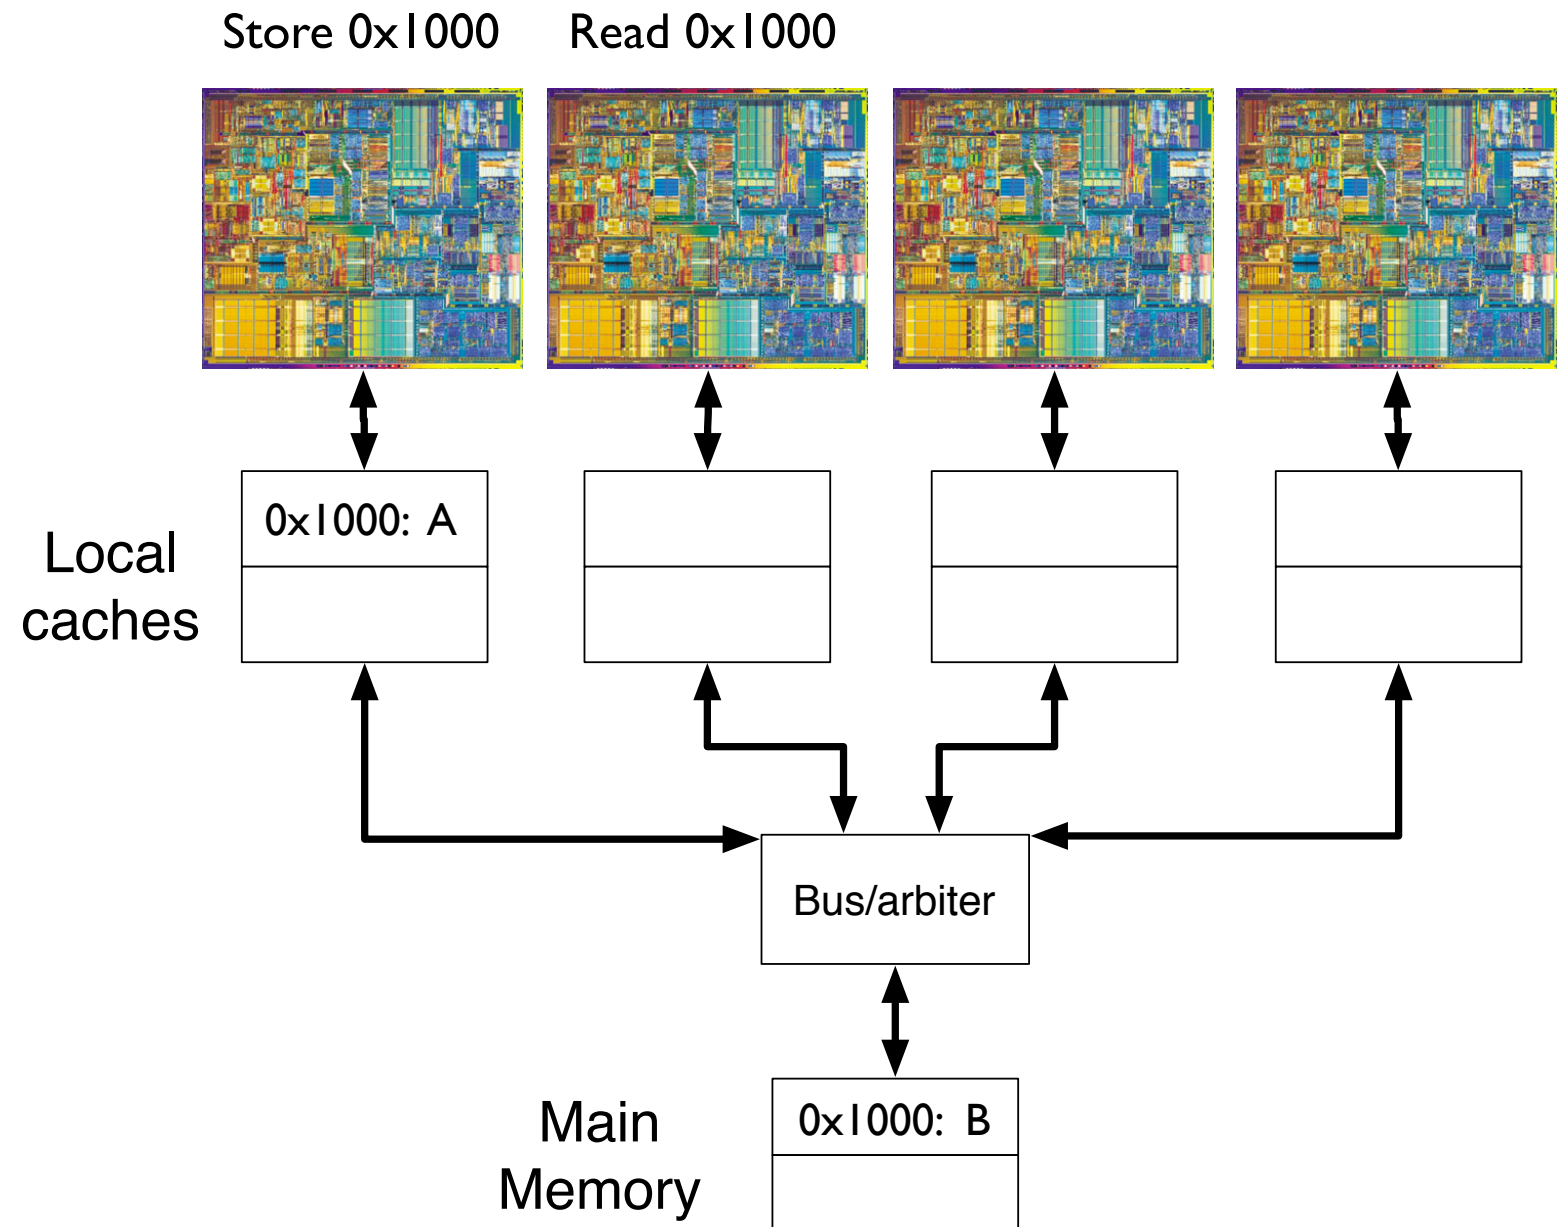 Store 0x1000
Read 0x1000
Local
caches
0x1000: A
Bus/arbiter
Main
Memory
0x1000: B